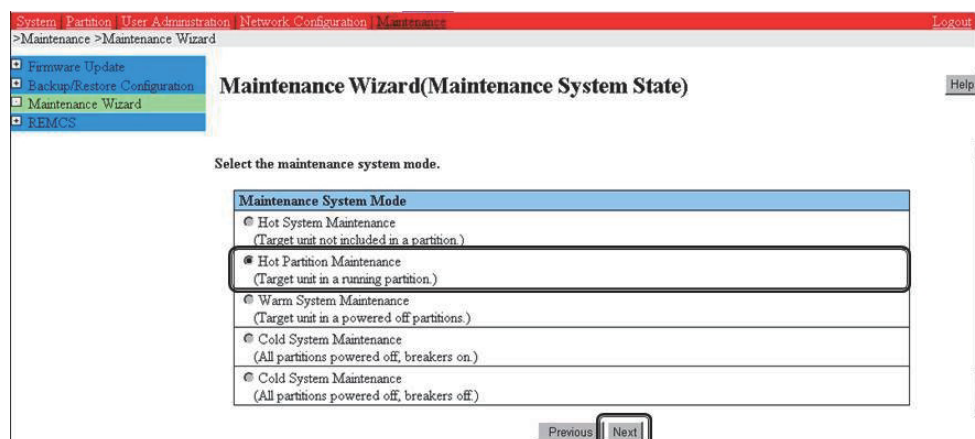 System | Partition | User Administration | Network Configuration | Maintenance Logout
>Maintenance >Maintenance Wizard
Firmware Update
Backup/Restore Configuration
Maintenance Wizard
REMCS
Maintenance Wizard(Maintenance System State)
Help
Select the maintenance system mode.
Maintenance System Mode
Hot System Maintenance
(Target unit not included in a partition.)
Hot Partition Maintenance
(Target unit in a running partition.)
Warm System Maintenance
(Target unit in a powered off partitions.)
Cold System Maintenance
(All partitions powered off, breakers on.)
Cold System Maintenance
(All partitions powered off, breakers off.)
Previous Next